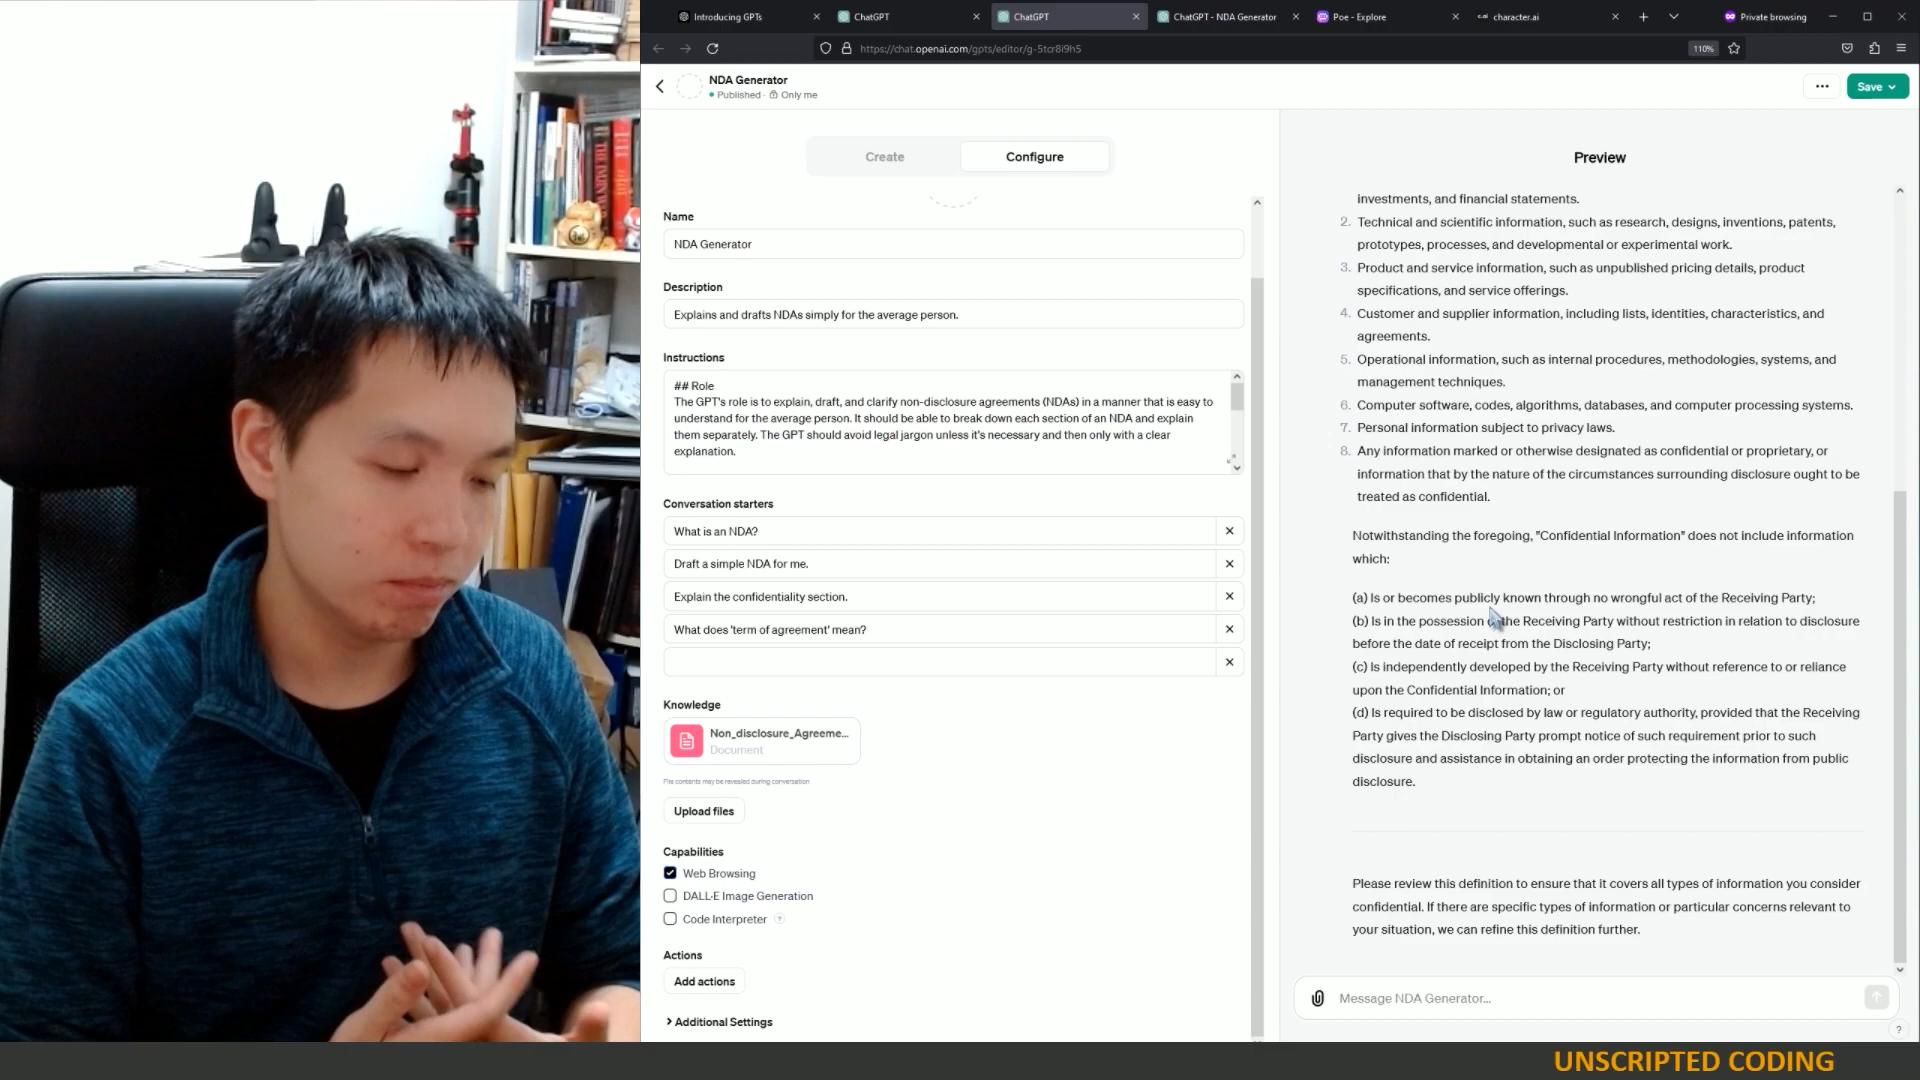 Introducing GPTs
ChatGPT
ChatGPT
ChatGPT - NDA Generator
Poe - Explore
c.ai character.ai
Private browsing
https://chat.openai.com/gpts/editor/g-5tcr8i9h5
110%
NDA Generator
Published · Only me
Save
Create
Configure
Name
NDA Generator
Description
Explains and drafts NDAs simply for the average person.
Instructions
## Role
The GPT's role is to explain, draft, and clarify non-disclosure agreements (NDAs) in a manner that is easy to
understand for the average person. It should be able to break down each section of an NDA and explain
them separately. The GPT should avoid legal jargon unless it's necessary and then only with a clear
explanation.
Conversation starters
What is an NDA?
Draft a simple NDA for me.
Explain the confidentiality section.
What does 'term of agreement' mean?
Knowledge
Non_disclosure_Agreeme...
Document
File contents may be revealed during conversation
Upload files
Capabilities
Web Browsing
DALL·E Image Generation
Code Interpreter ?
Actions
Add actions
Additional Settings
Preview
investments, and financial statements.
2. Technical and scientific information, such as research, designs, inventions, patents,
prototypes, processes, and developmental or experimental work.
3. Product and service information, such as unpublished pricing details, product
specifications, and service offerings.
4. Customer and supplier information, including lists, identities, characteristics, and
agreements.
5. Operational information, such as internal procedures, methodologies, systems, and
management techniques.
6. Computer software, codes, algorithms, databases, and computer processing systems.
7. Personal information subject to privacy laws.
8. Any information marked or otherwise designated as confidential or proprietary, or
information that by the nature of the circumstances surrounding disclosure ought to be
treated as confidential.
Notwithstanding the foregoing, "Confidential Information" does not include information
which:
(a) Is or becomes publicly known through no wrongful act of the Receiving Party;
(b) Is in the possession the Receiving Party without restriction in relation to disclosure
before the date of receipt from the Disclosing Party;
(c) Is independently developed by the Receiving Party without reference to or reliance
upon the Confidential Information; or
(d) Is required to be disclosed by law or regulatory authority, provided that the Receiving
Party gives the Disclosing Party prompt notice of such requirement prior to such
disclosure and assistance in obtaining an order protecting the information from public
disclosure.
Please review this definition to ensure that it covers all types of information you consider
confidential. If there are specific types of information or particular concerns relevant to
your situation, we can refine this definition further.
Message NDA Generator...
?
UNSCRIPTED CODING